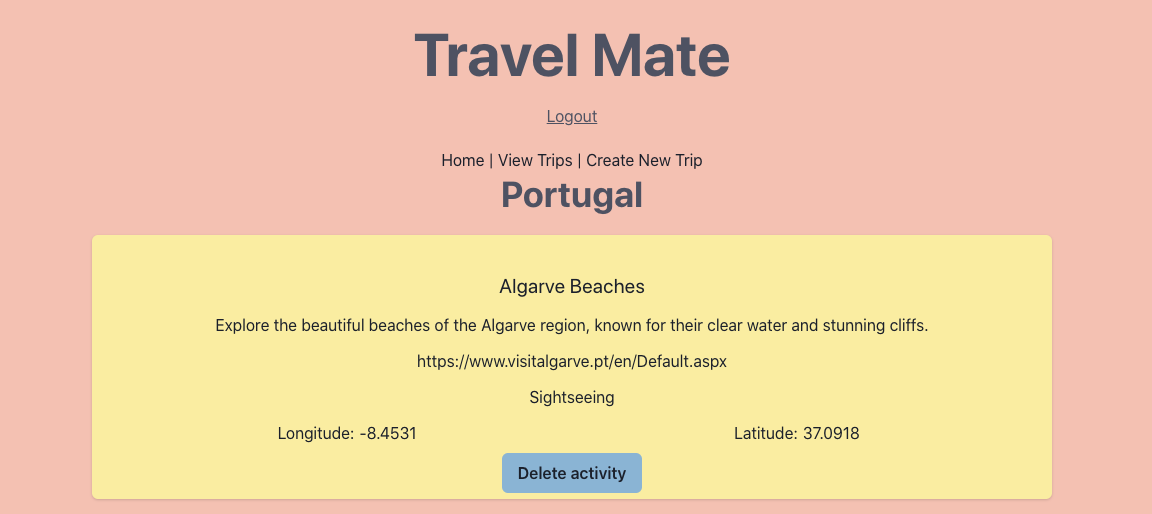 Travel Mate
Logout
Home | View Trips | Create New Trip
Portugal
Algarve Beaches
Explore the beautiful beaches of the Algarve region, known for their clear water and stunning cliffs.
https://www.visitalgarve.pt/en/Default.aspx
Sightseeing
Longitude: -8.4531 Latitude: 37.0918
Delete activity